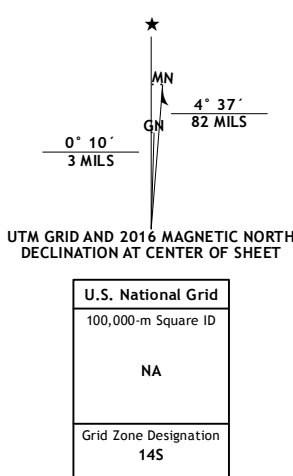 ★
MN
GN
4° 37´
82 MILS
0° 10´
3 MILS
UTM GRID AND 2016 MAGNETIC NORTH
DECLINATION AT CENTER OF SHEET
U.S. National Grid
100,000-m Square ID
NA
Grid Zone Designation
14S